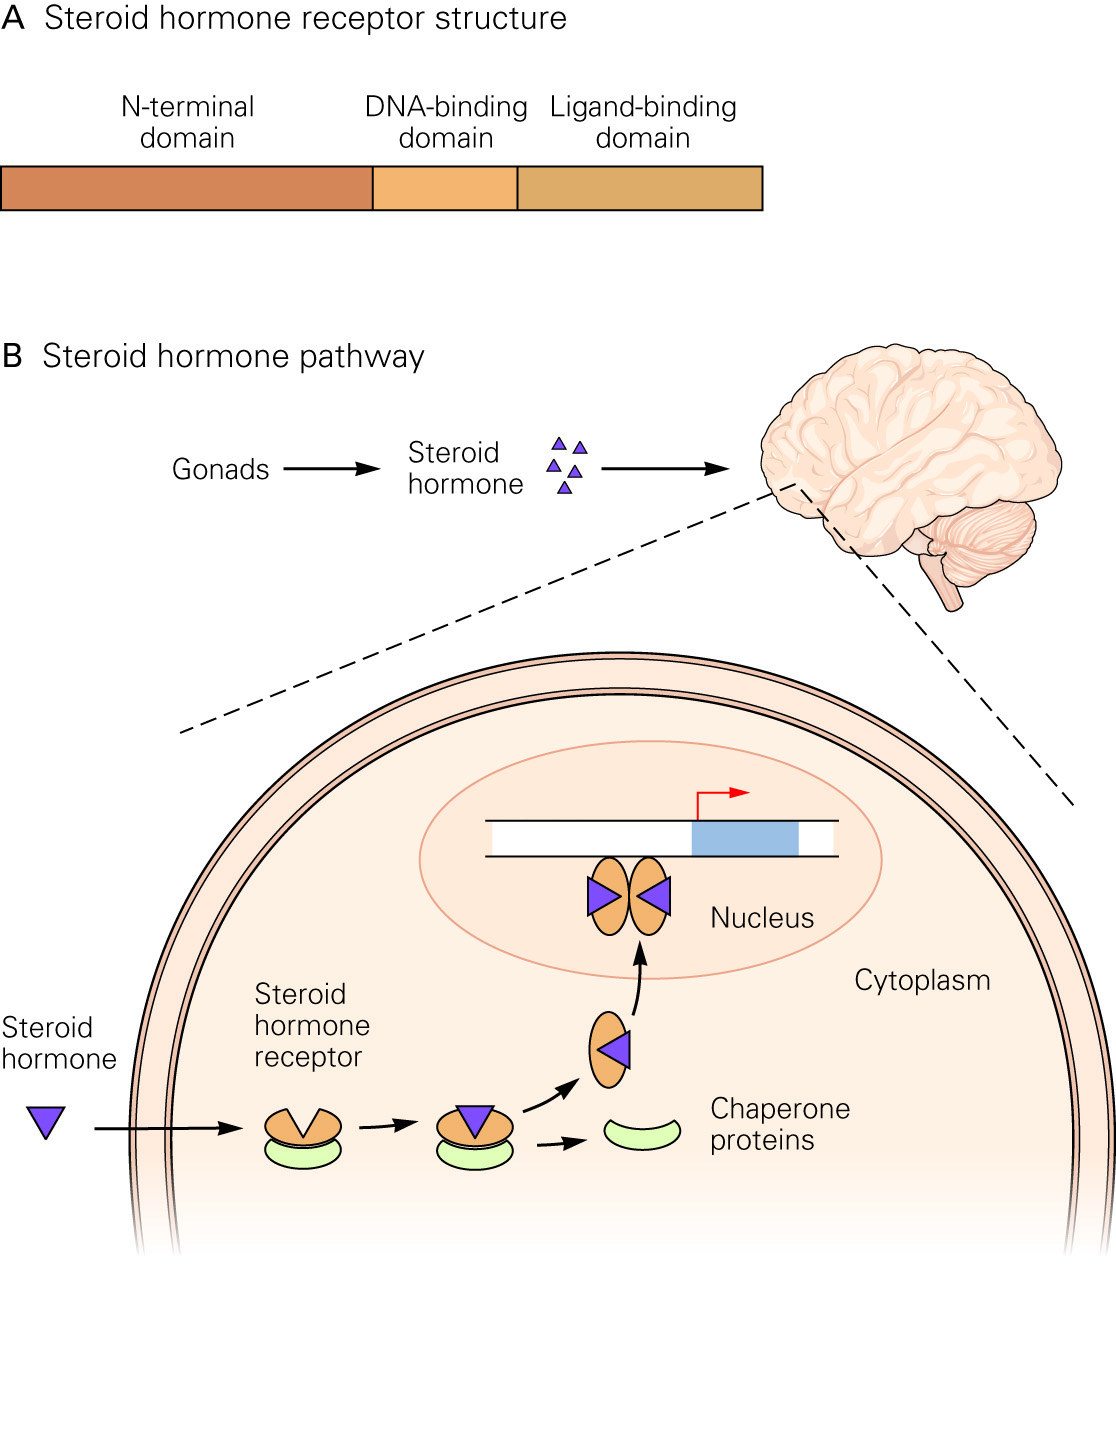 A Steroid hormone receptor structure
N-terminal
domain
DNA-binding
domain
Ligand-binding
domain
B Steroid hormone pathway
Gonads
Steroid
hormone
Nucleus
Cytoplasm
Steroid
hormone
receptor
Steroid
hormone
Chaperone
proteins